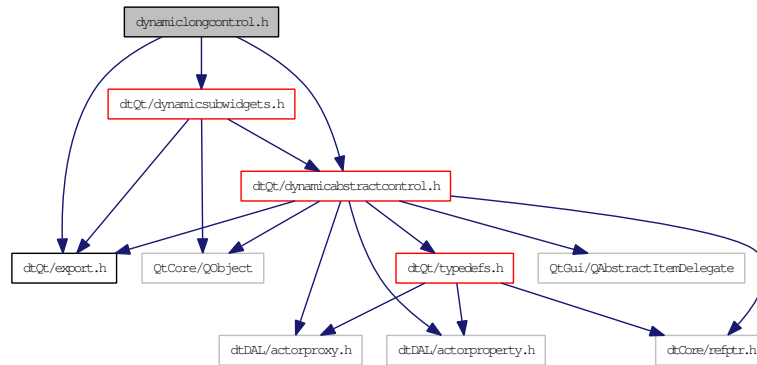 dynamiclongcontrol.h
dtQt/dynamicsubwidgets.h
dtQt/dynamicabstractcontrol.h
dtQt/export.h
QtCore/QObject
dtQt/typedefs.h
QtGui/QAbstractItemDelegate
dtDAL/actorproxy.h
dtDAL/actorproperty.h
dtCore/refptr.h